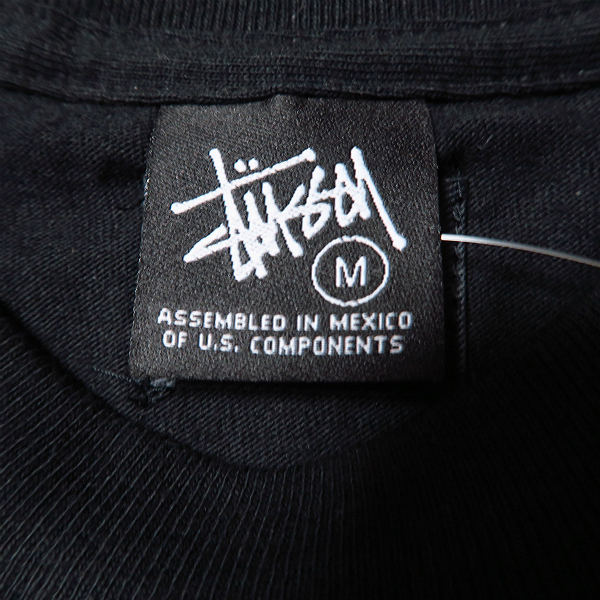 Stüssy
M
ASSEMBLED IN MEXICO
OF U.S. COMPONENTS